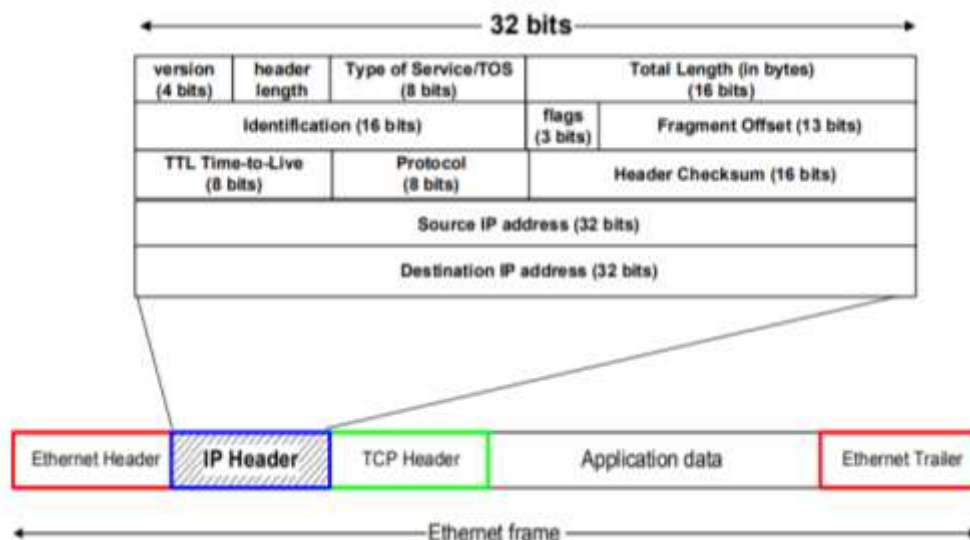 32 bits
version
(4 bits)
header
length
Type of Service/TOS
(8 bits)
Total Length (in bytes)
(16 bits)
Identification (16 bits)
flags
(3 bits)
Fragment Offset (13 bits)
TTL Time-to-Live
(8 bits)
Protocol
(8 bits)
Header Checksum (16 bits)
Source IP address (32 bits)
Destination IP address (32 bits)
Ethernet Header
IP Header
TCP Header
Application data
Ethernet Trailer
Ethernet frame